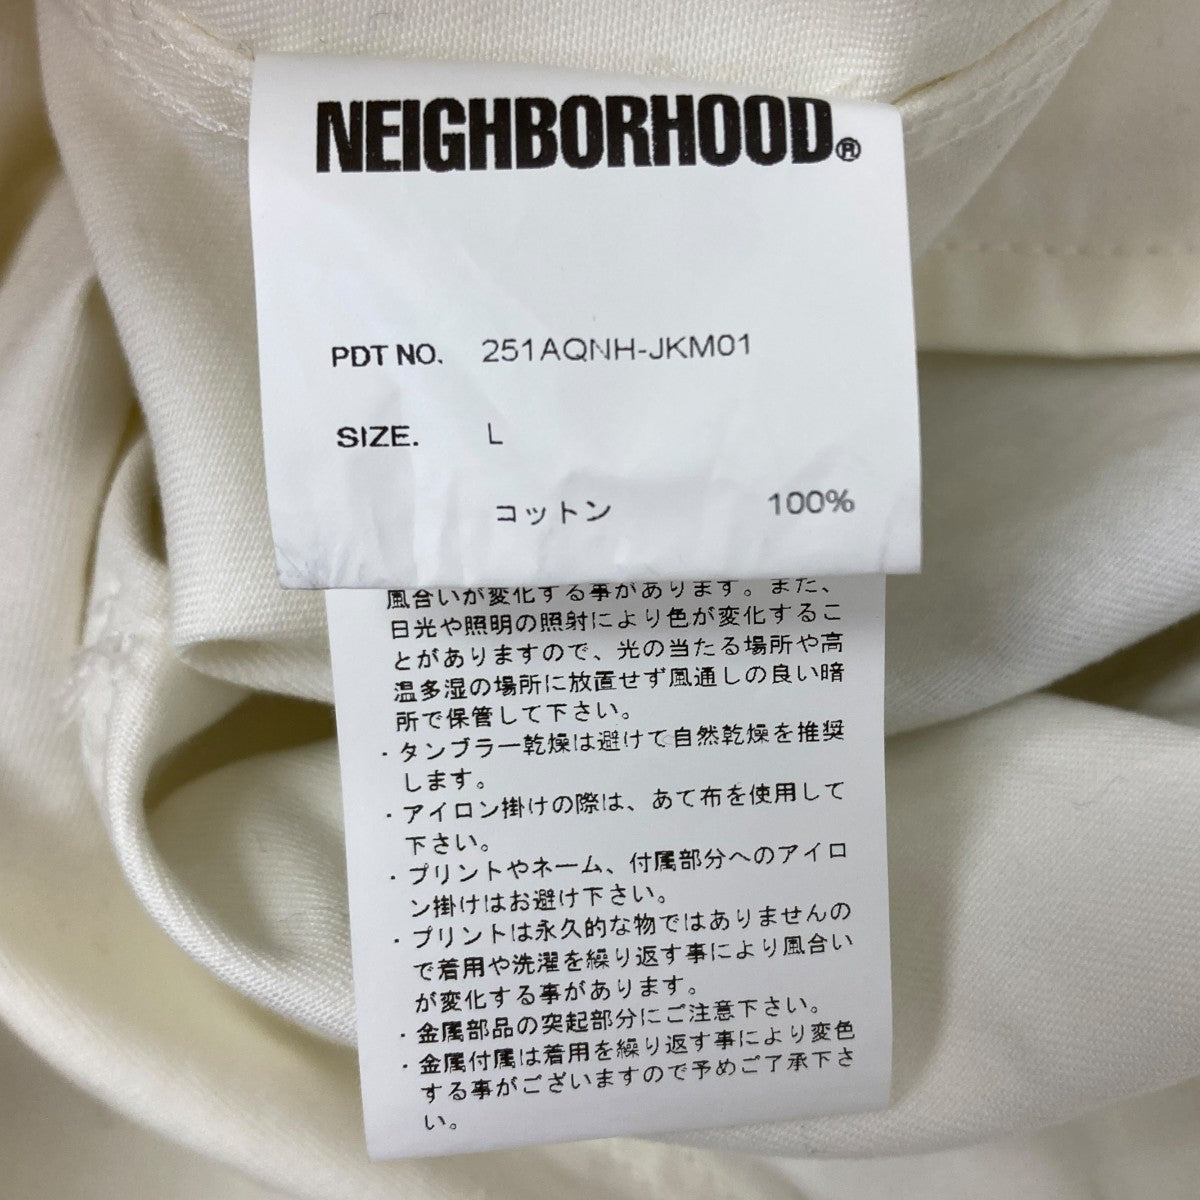 NEIGHBORHOOD®
PDT NO. 251AQNH-JKM01
SIZE. L
コットン 100%
風合いが変化する事があります。また、
日光や照明の照射により色が変化するこ
とがありますので、光の当たる場所や高
温多湿の場所に放置せず風通しの良い暗
所で保管して下さい。
・タンブラー乾燥は避けて自然乾燥を推奨
します。
・アイロン掛けの際は、あて布を使用して
下さい。
・プリントやネーム、付属部分へのアイロ
ン掛けはお避け下さい。
・プリントは永久的な物ではありませんの
で着用や洗濯を繰り返す事により風合い
が変化する事があります。
・金属部品の突起部分にご注意下さい。
・金属付属は着用を繰り返す事により変色
する事がございますので予めご了承下さ
い。